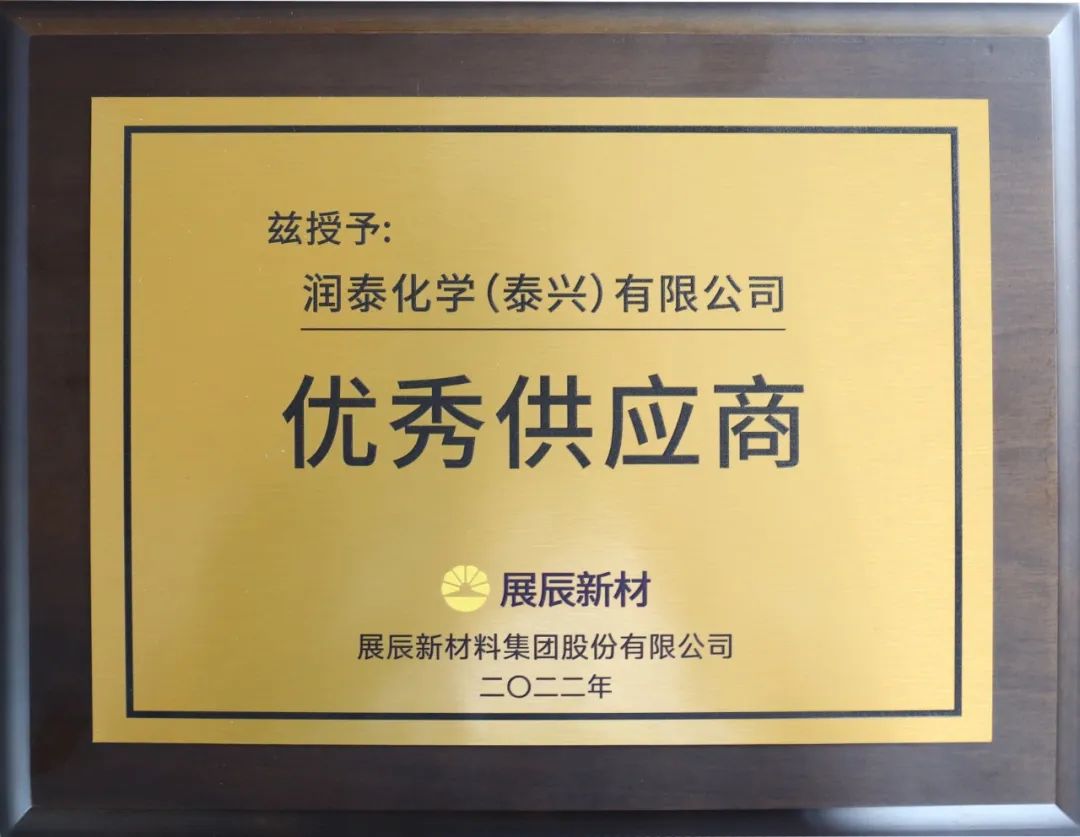 兹授予:
润泰化学(泰兴)有限公司
优秀供应商
展辰新材
展辰新材料集团股份有限公司
二〇二二年